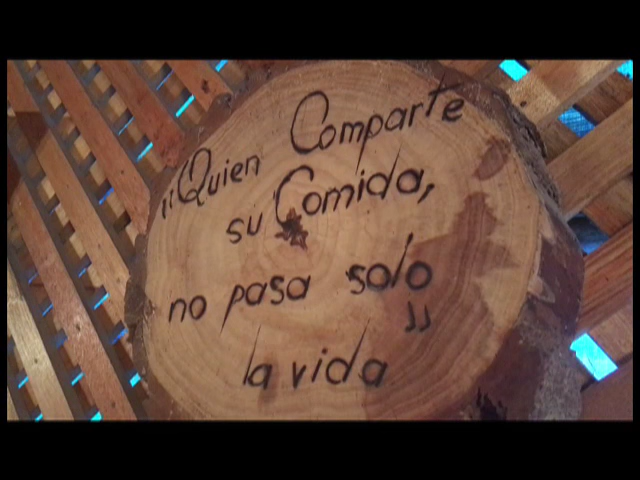 "Quien Comparte
su Comida,
no pasa solo
la vida"